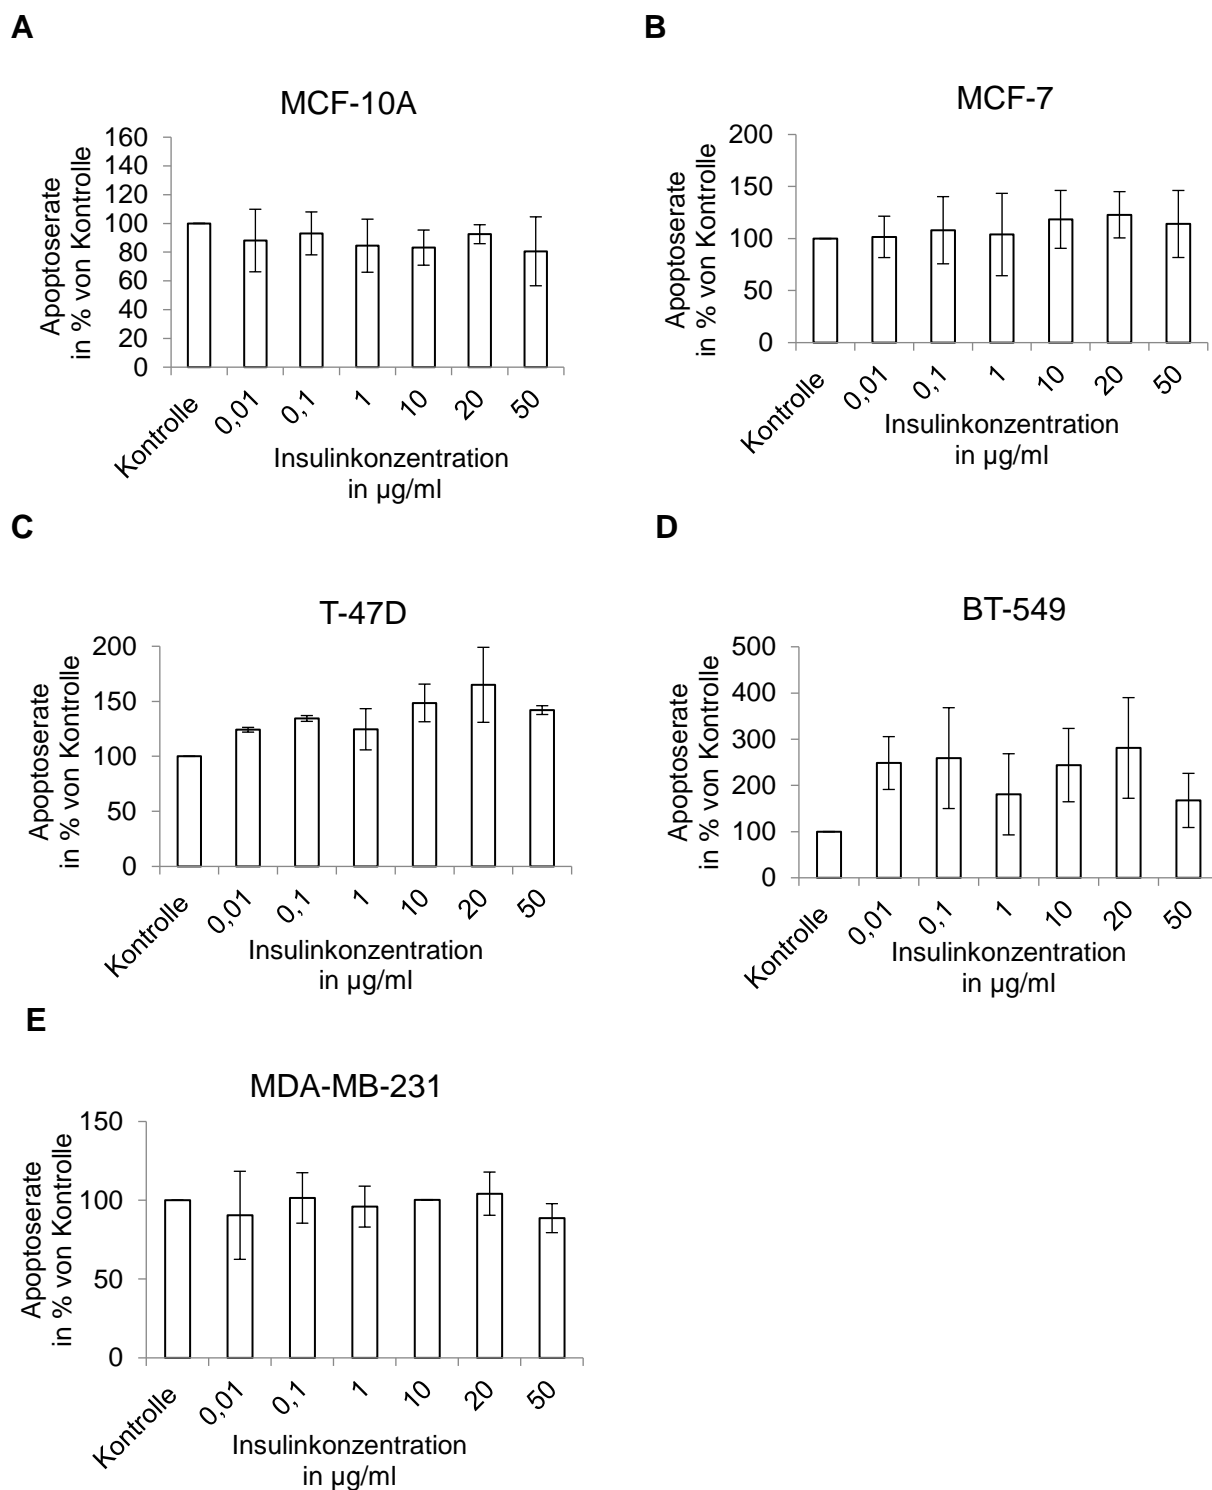 A
MCF-10A
Apoptoserate
in % von Kontrolle
160
140
120
100
80
60
40
20
0
Kontrolle
0,01
0,1
1
10
20
50
Insulinkonzentration
in µg/ml
B
MCF-7
Apoptoserate
in % von Kontrolle
200
150
100
50
0
Kontrolle
0,01
0,1
1
10
20
50
Insulinkonzentration
in µg/ml
C
T-47D
Apoptoserate
in % von Kontrolle
200
150
100
50
0
Kontrolle
0,01
0,1
1
10
20
50
Insulinkonzentration
in µg/ml
D
BT-549
Apoptoserate
in % von Kontrolle
500
400
300
200
100
0
Kontrolle
0,01
0,1
1
10
20
50
Insulinkonzentration
in µg/ml
E
MDA-MB-231
Apoptoserate
in % von Kontrolle
150
100
50
0
Kontrolle
0,01
0,1
1
10
20
50
Insulinkonzentration
in µg/ml